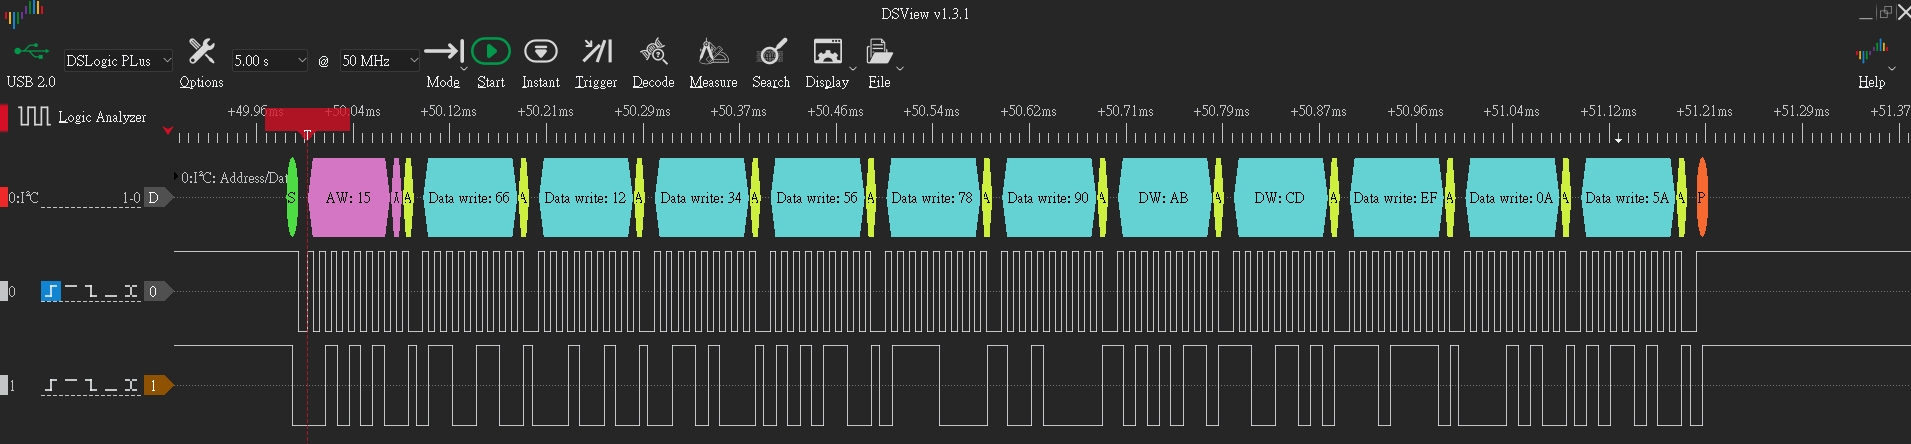 DSView v1.3.1
USB 2.0
DSLogic PLus
Options
5.00 s
@
50 MHz
Mode
Start
Instant
Trigger
Decode
Measure
Search
Display
File
Help
Logic Analyzer
+49.96ms +50.04ms +50.12ms +50.21ms +50.29ms +50.37ms +50.46ms +50.54ms +50.62ms +50.71ms +50.79ms +50.87ms +50.96ms +51.04ms +51.12ms +51.21ms +51.29ms +51.37
T
0:I²C: Address/Dat
0:I²C 1-0 D S AW: 15 A Data write: 66 A Data write: 12 A Data write: 34 A Data write: 56 A Data write: 78 A Data write: 90 A DW: AB A DW: CD A Data write: EF A Data write: 0A A Data write: 5A A P
0 0
1 1